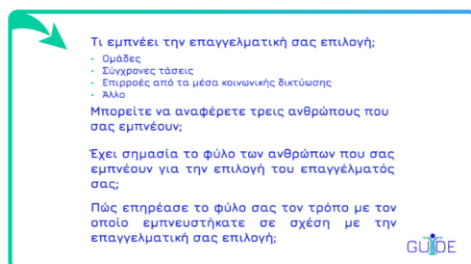 Τι εμπνέει την επαγγελματική σας επιλογή;
- Ομάδες
- Σύγχρονες τάσεις
- Επιρροές από τα μέσα κοινωνικής δικτύωσης
- Άλλο
Μπορείτε να αναφέρετε τρεις ανθρώπους που
σας εμπνέουν;
Έχει σημασία το φύλο των ανθρώπων που σας
εμπνέουν για την επιλογή του επαγγέλματός
σας;
Πώς επηρέασε το φύλο σας τον τρόπο με τον
οποίο εμπνευστήκατε σε σχέση με την
επαγγελματική σας επιλογή;
GUIDE